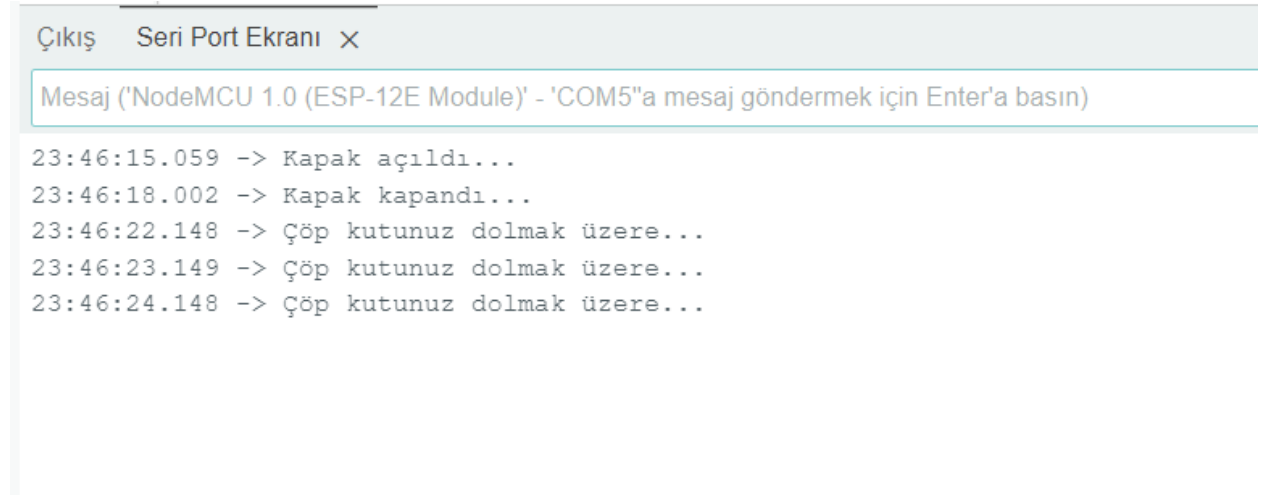 Çıkış Seri Port Ekranı ×
Mesaj ('NodeMCU 1.0 (ESP-12E Module)' - 'COM5''a mesaj göndermek için Enter'a basın)
23:46:15.059 -> Kapak açıldı...
23:46:18.002 -> Kapak kapandı...
23:46:22.148 -> Çöp kutunuz dolmak üzere...
23:46:23.149 -> Çöp kutunuz dolmak üzere...
23:46:24.148 -> Çöp kutunuz dolmak üzere...